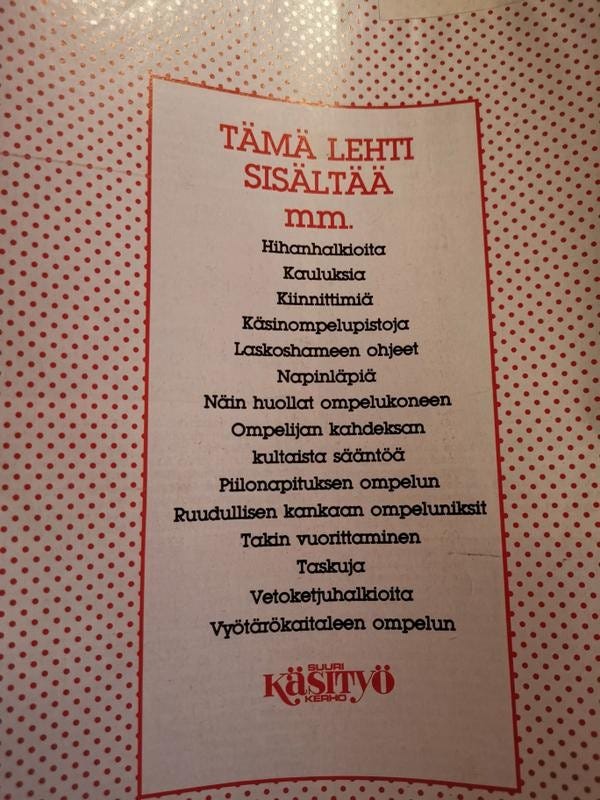 TÄMÄ LEHTI
SISÄLTÄÄ
mm.
Hihanhalkioita
Kauluksia
Kiinnittimiä
Käsinompelupistoja
Laskoshameen ohjeet
Napinläpiä
Näin huollat ompelukoneen
Ompelijan kahdeksan
kultaista sääntöä
Piilonapituksen ompelun
Ruudullisen kankaan ompeluniksit
Takin vuorittaminen
Taskuja
Vetoketjuhalkioita
Vyötärökaitaleen ompelun
SUURI
KÄSITYÖ
KERHO